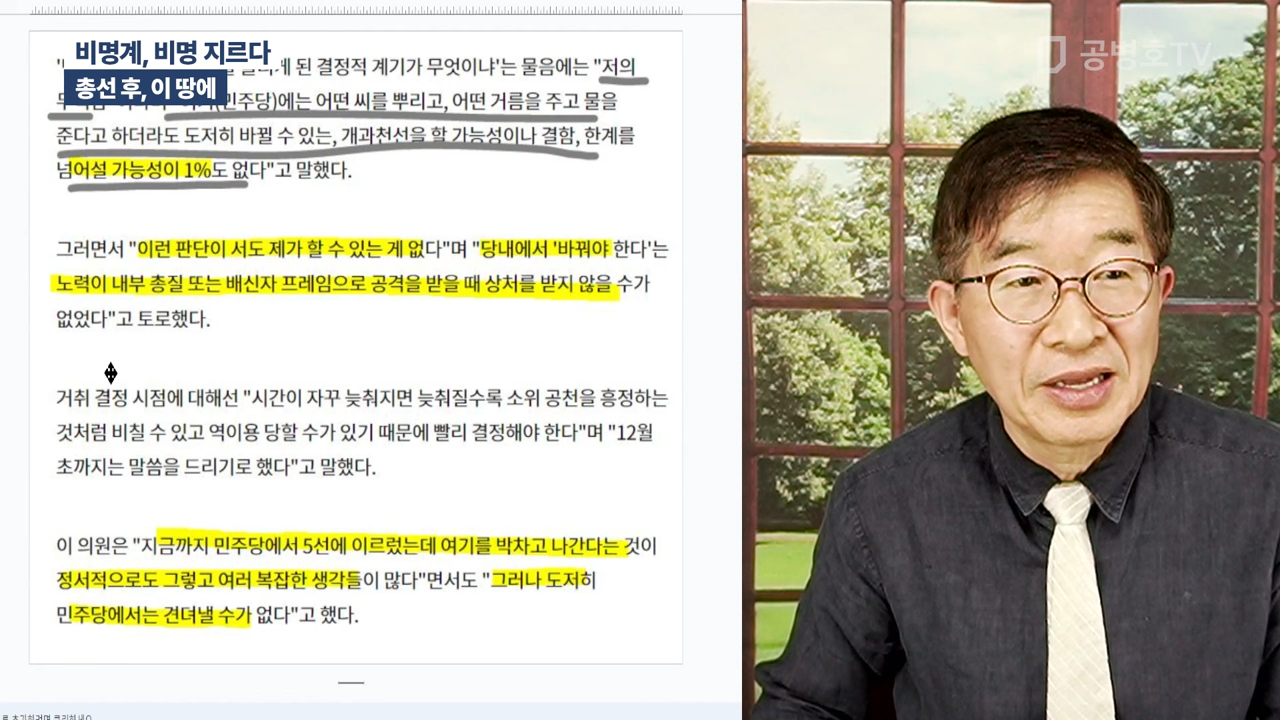 비명계, 비명 지르다
총선 후, 이 땅에
공병호TV
게 된 결정적 계기가 무엇이냐'는 물음에는 "저의
(민주당)에는 어떤 씨를 뿌리고, 어떤 거름을 주고 물을
준다고 하더라도 도저히 바뀔 수 있는, 개과천선을 할 가능성이나 결함, 한계를
넘어설 가능성이 1%도 없다"고 말했다.
그러면서 "이런 판단이 서도 제가 할 수 있는 게 없다"며 "당내에서 '바꿔야 한다'는
노력이 내부 총질 또는 배신자 프레임으로 공격을 받을 때 상처를 받지 않을 수가
없었다"고 토로했다.
거취 결정 시점에 대해선 "시간이 자꾸 늦춰지면 늦춰질수록 소위 공천을 흥정하는
것처럼 비칠 수 있고 역이용 당할 수가 있기 때문에 빨리 결정해야 한다"며 "12월
초까지는 말씀을 드리기로 했다"고 말했다.
이 의원은 "지금까지 민주당에서 5선에 이르렀는데 여기를 박차고 나간다는 것이
정서적으로도 그렇고 여러 복잡한 생각들이 많다"면서도 "그러나 도저히
민주당에서는 견뎌낼 수가 없다"고 했다.